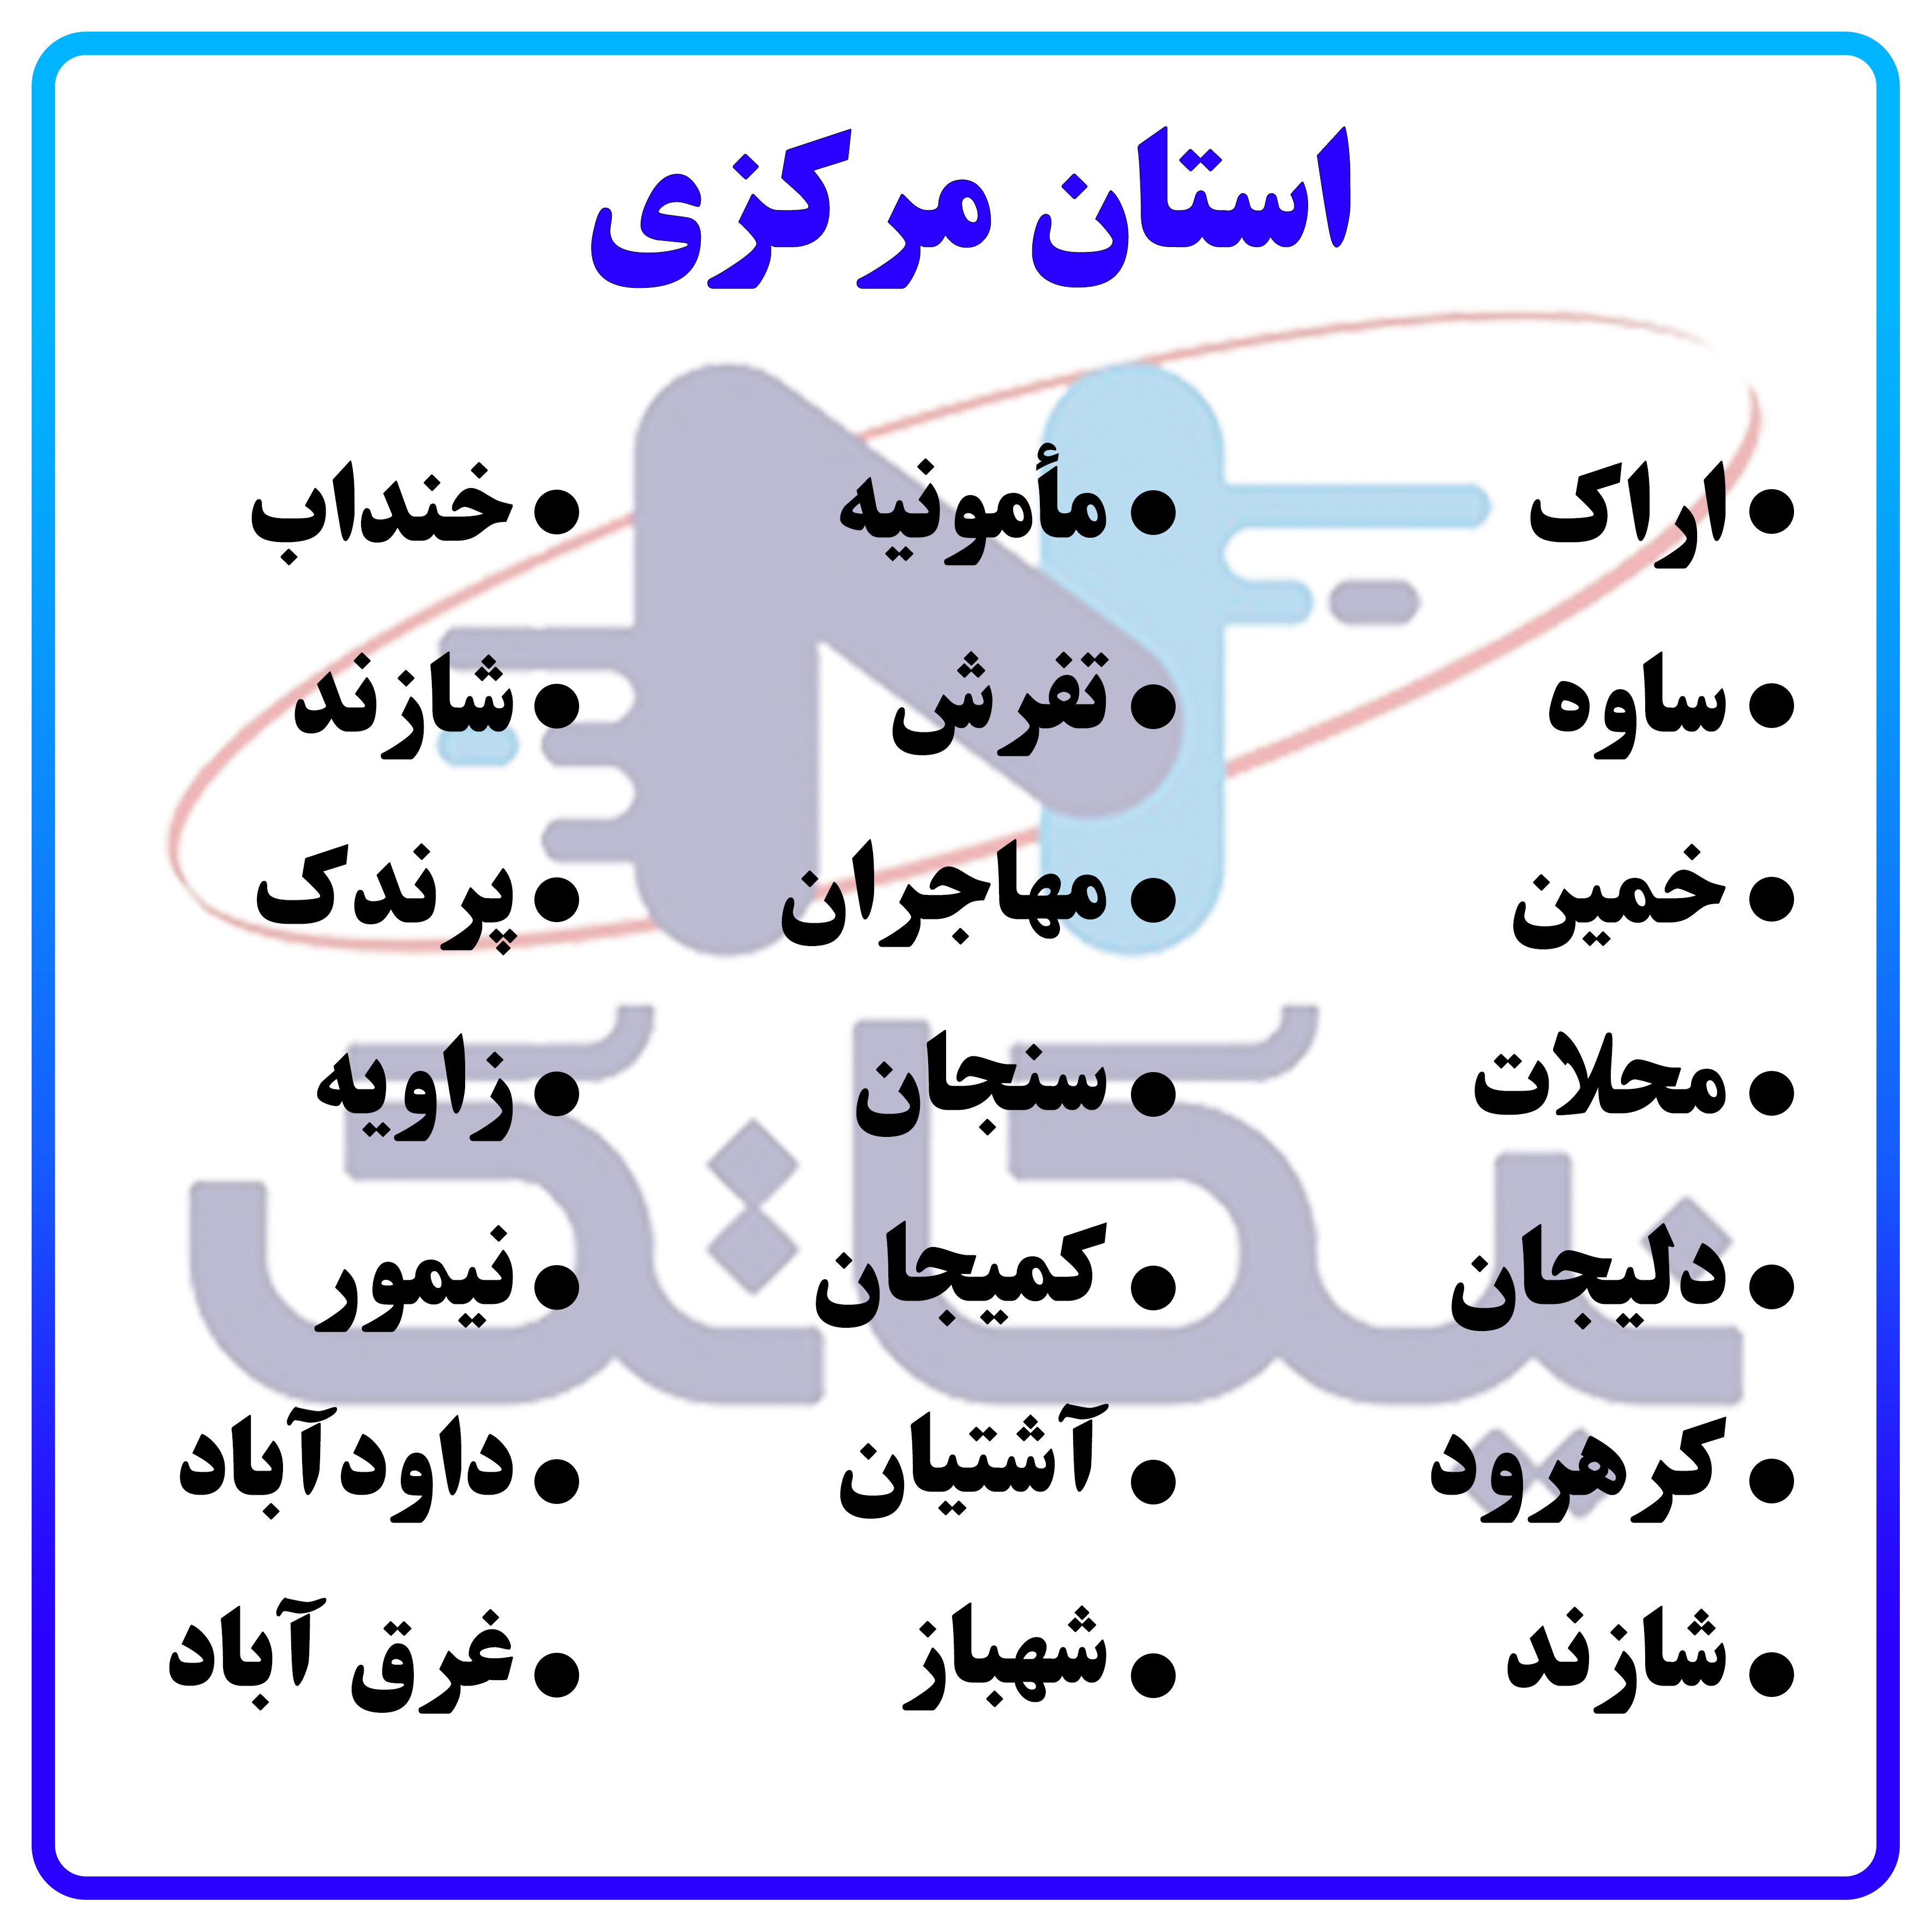 استان مرکزی
• اراک
• ساوه
• خمین
• محلات
• دلیجان
• کرهرود
• شازند
• مأمونیه
• تفرش
• مهاجران
• سنجان
• کمیجان
• آشتیان
• شهباز
• خنداب
• شازند
• پرندک
• زاویه
• نیمور
• داودآباد
• غرق آباد
نیکاتک